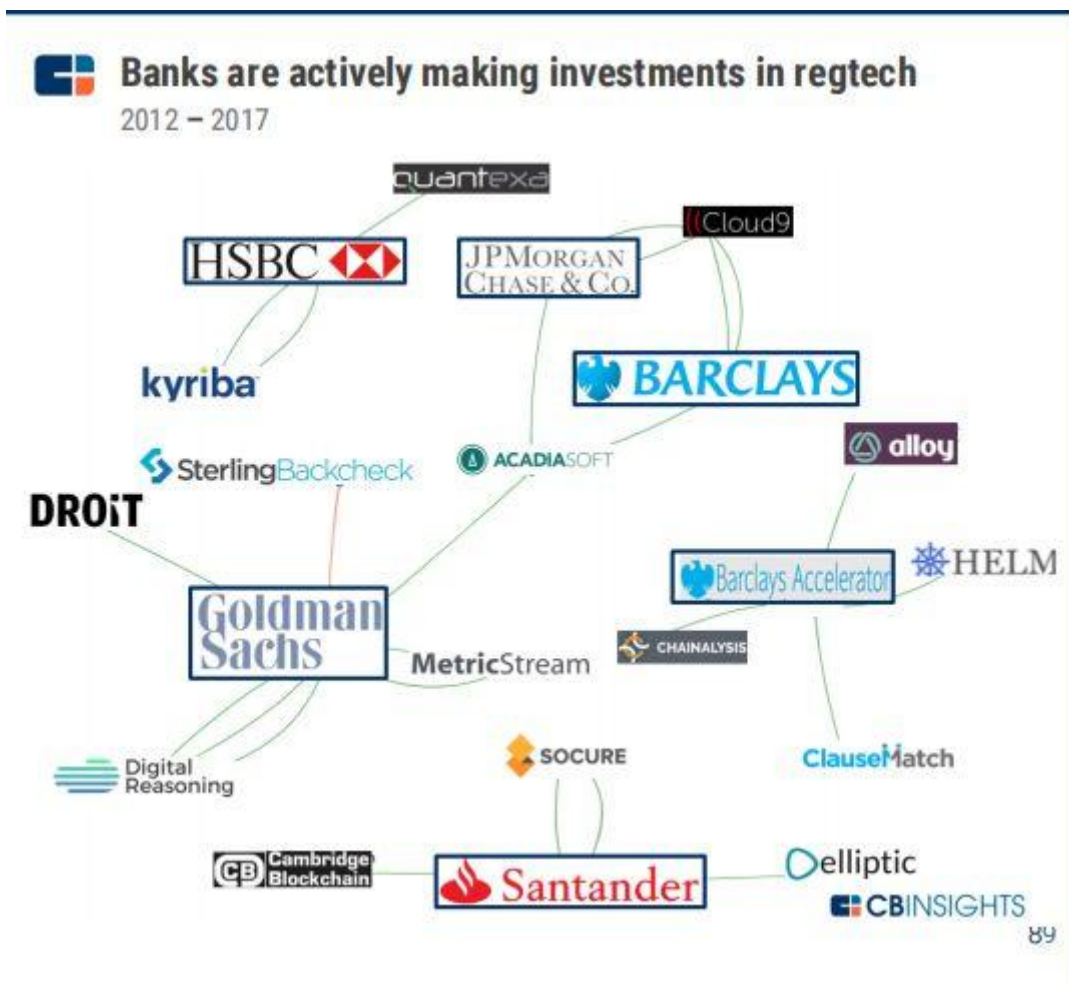 Banks are actively making investments in regtech
2012 – 2017
quantexa
((Cloud9
HSBC
JPMORGAN
CHASE & CO.
kyriba
BARCLAYS
alloy
SterlingBackcheck
ACADIASOFT
DROiT
HELM
Barclays Accelerator
Goldman
Sachs
CHAINALYSIS
MetricStream
SOCURE
ClauseMatch
Digital
Reasoning
CB Cambridge
Blockchain
Santander
elliptic
CBINSIGHTS
89